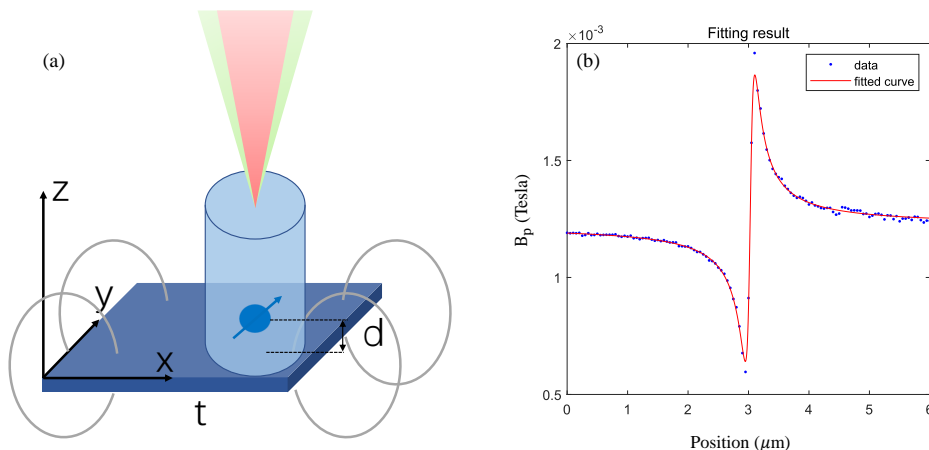 (a)
z
y
x
d
t
Fitting result
×10⁻³
(b)
data
fitted curve
2
1.5
1
0.5
B_p (Tesla)
0 1 2 3 4 5 6
Position (μm)